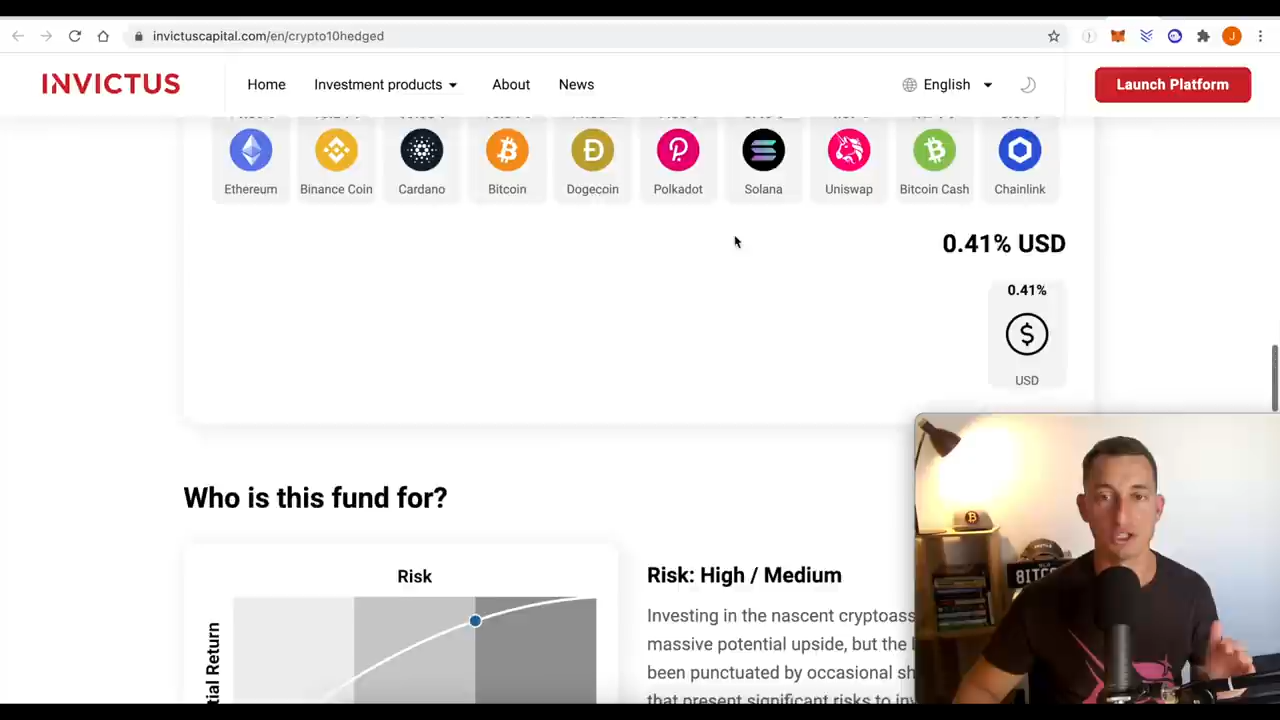 invictuscapital.com/en/crypto10hedged
J
INVICTUS
Home
Investment products
About
News
English
Launch Platform
Ethereum
Binance Coin
Cardano
Bitcoin
Dogecoin
Polkadot
Solana
Uniswap
Bitcoin Cash
Chainlink
0.41% USD
0.41%
USD
Who is this fund for?
Risk
Risk: High / Medium
Investing in the nascent cryptoass
massive potential upside, but the
been punctuated by occasional sh
that present significant risks to inv